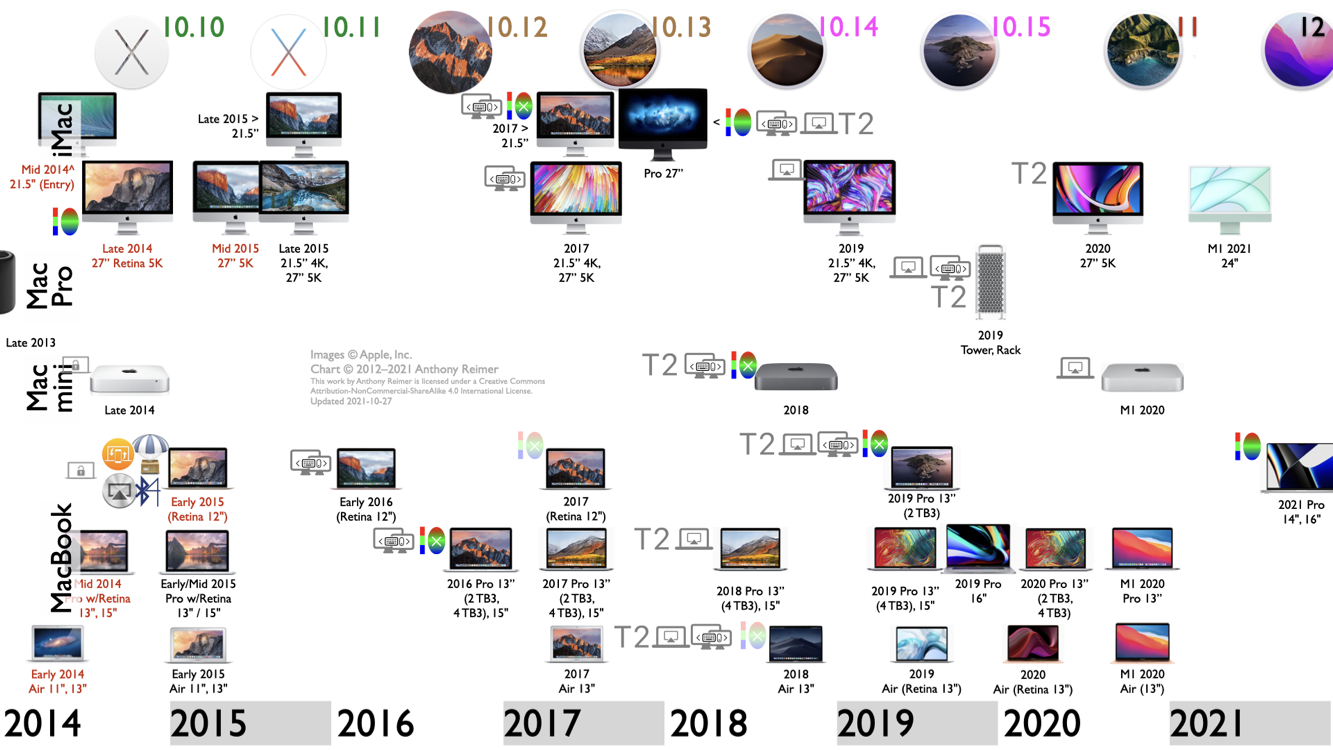 10.10
10.11
10.12
10.13
10.14
10.15
11
12
iMac
Late 2015 >
21.5”
2017 >
21.5”
Pro 27”
<
T2
Mid 2014^
21.5" (Entry)
T2
Late 2014
27” Retina 5K
Mid 2015
27” 5K
Late 2015
21.5” 4K,
27” 5K
2017
21.5” 4K,
27” 5K
2019
21.5” 4K,
27” 5K
2020
27” 5K
M1 2021
24"
Mac
Pro
T2
Late 2013
2019
Tower, Rack
Images © Apple, Inc.
Chart © 2012–2021 Anthony Reimer
This work by Anthony Reimer is licensed under a Creative Commons
Attribution-NonCommercial-ShareAlike 4.0 International License.
Updated 2021-10-27
Mac
mini
T2
Late 2014
2018
M1 2020
MacBook
T2
4
Early 2015
(Retina 12")
Early 2016
(Retina 12")
2017
(Retina 12")
2019 Pro 13”
(2 TB3)
2021 Pro
14", 16"
T2
Mid 2014
Pro w/Retina
13", 15"
Early/Mid 2015
Pro w/Retina
13" / 15"
2016 Pro 13”
(2 TB3,
4 TB3), 15"
2017 Pro 13”
(2 TB3,
4 TB3), 15"
2018 Pro 13”
(4 TB3), 15"
2019 Pro 13”
(4 TB3), 15"
2019 Pro
16"
2020 Pro 13”
(2 TB3,
4 TB3)
M1 2020
Pro 13”
T2
Early 2014
Air 11", 13"
Early 2015
Air 11", 13"
2017
Air 13"
2018
Air 13"
2019
Air (Retina 13")
2020
Air (Retina 13")
M1 2020
Air (13")
2014
2015
2016
2017
2018
2019
2020
2021